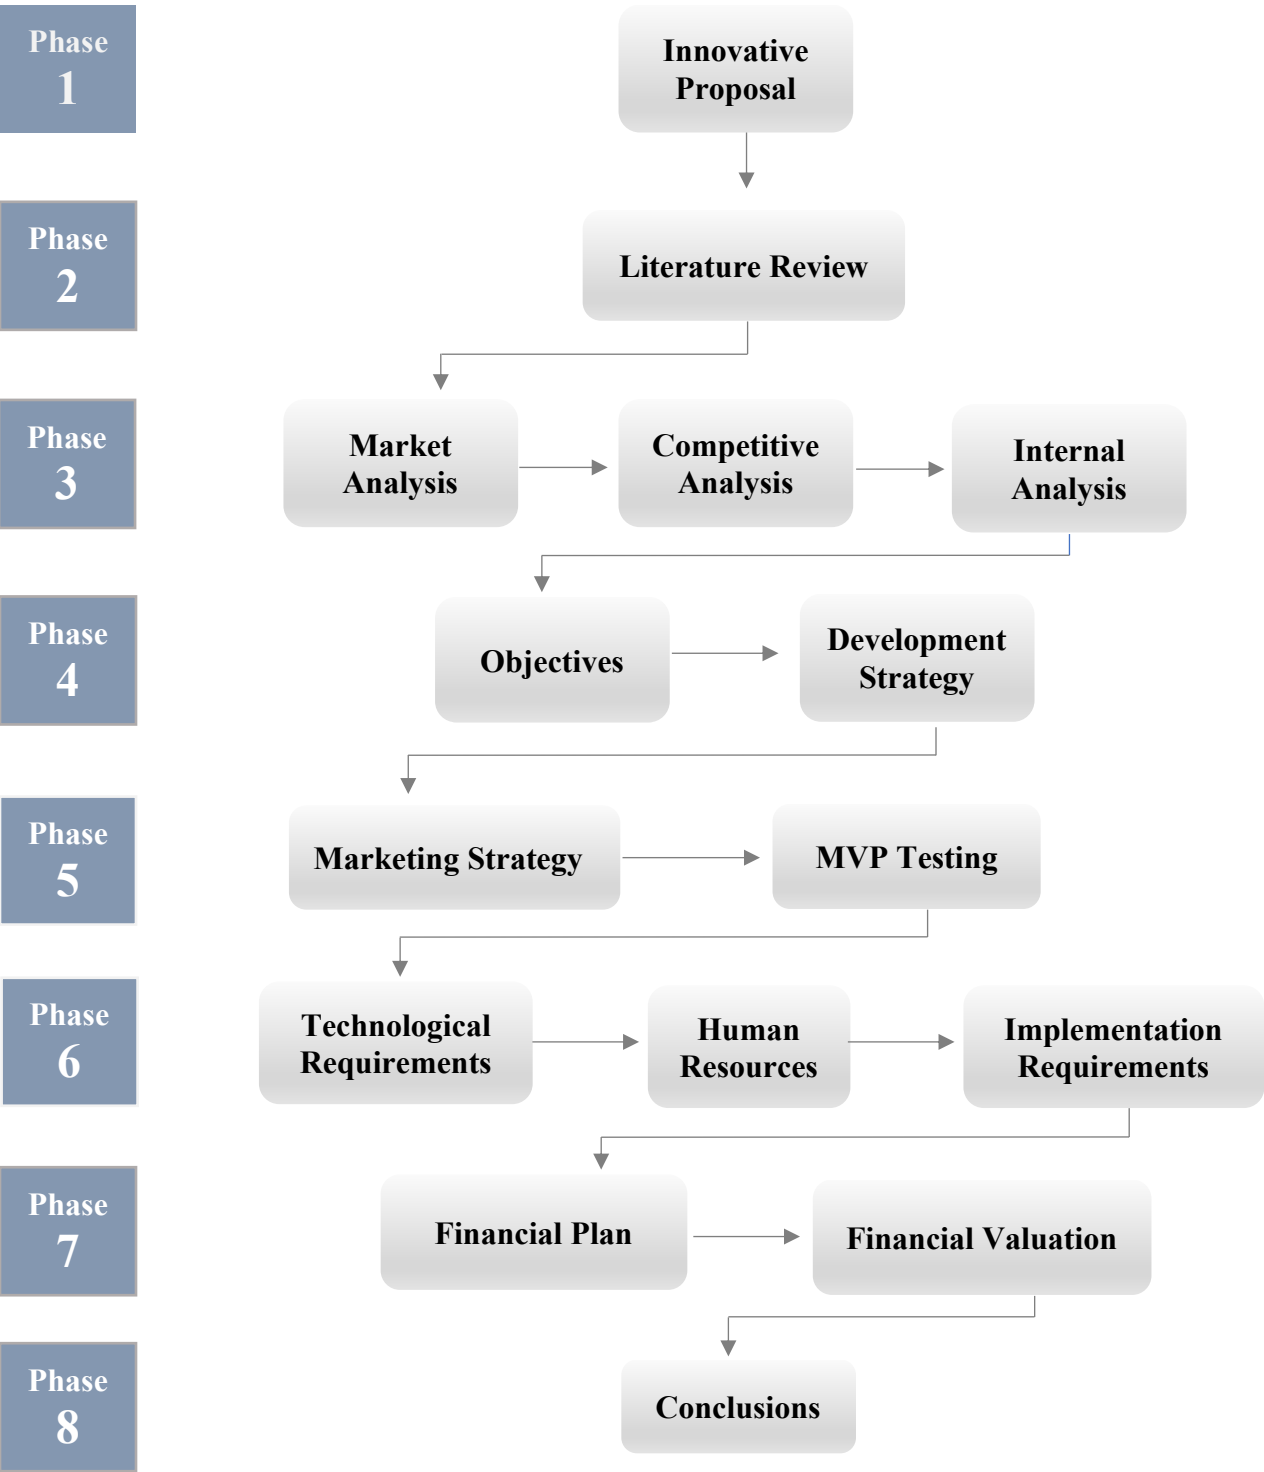 Phase
1
Innovative
Proposal
Phase
2
Literature Review
Phase
3
Market
Analysis
Competitive
Analysis
Internal
Analysis
Phase
4
Objectives
Development
Strategy
Phase
5
Marketing Strategy
MVP Testing
Phase
6
Technological
Requirements
Human
Resources
Implementation
Requirements
Phase
7
Financial Plan
Financial Valuation
Phase
8
Conclusions